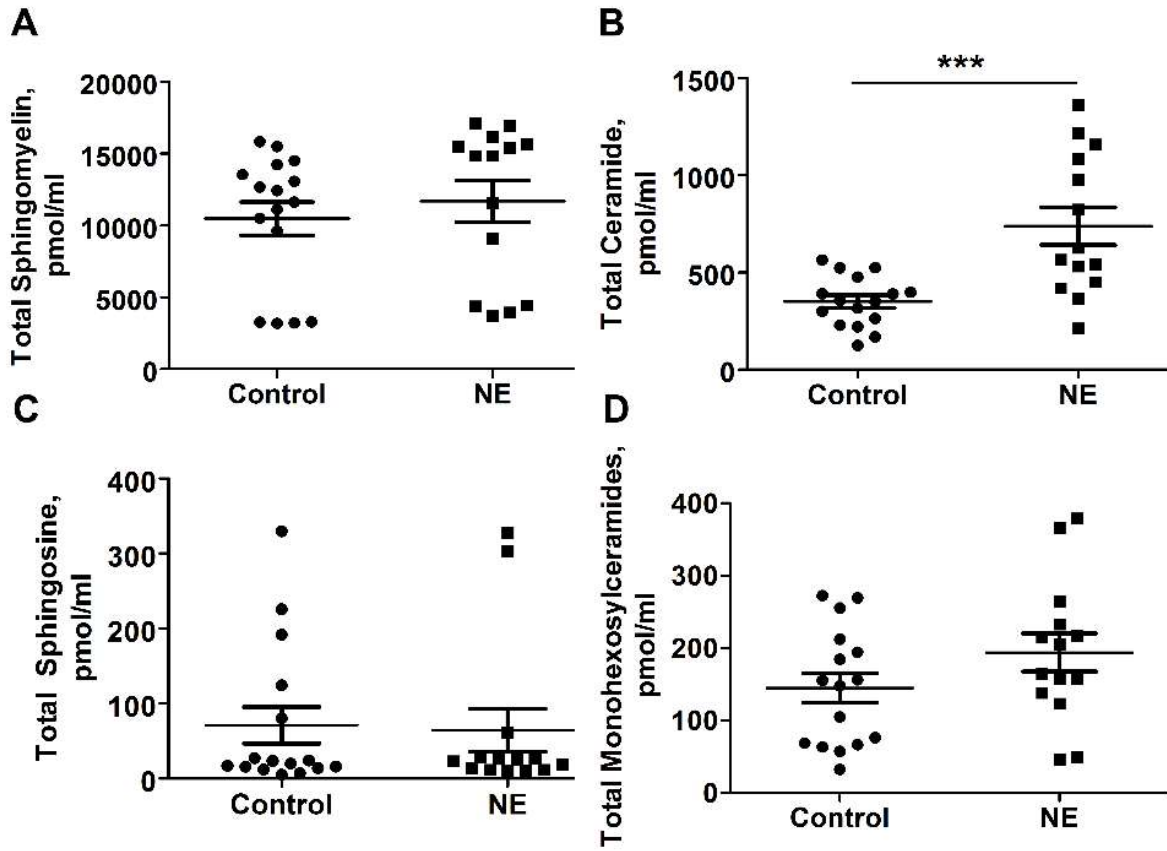 A
Total Sphingomyelin,
pmol/ml
20000
15000
10000
5000
0
Control
NE
B
Total Ceramide,
pmol/ml
1500
1000
500
0
***
Control
NE
C
Total Sphingosine,
pmol/ml
400
300
200
100
0
Control
NE
D
Total Monohexosylceramides,
pmol/ml
400
300
200
100
0
Control
NE